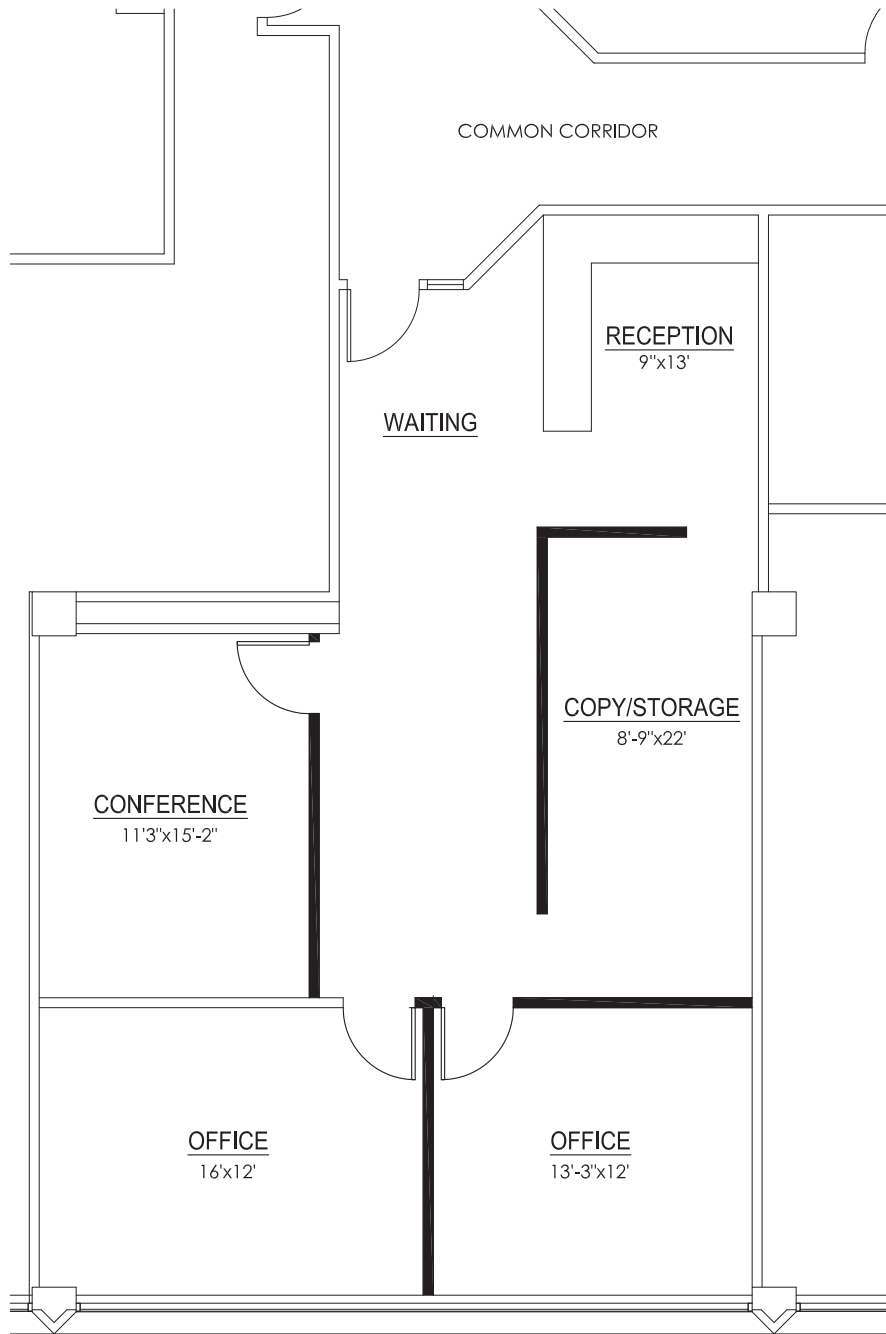 COMMON CORRIDOR
RECEPTION
9"x13'
WAITING
COPY/STORAGE
8'-9"x22'
CONFERENCE
11'3"x15'-2"
OFFICE
16'x12'
OFFICE
13'-3"x12'